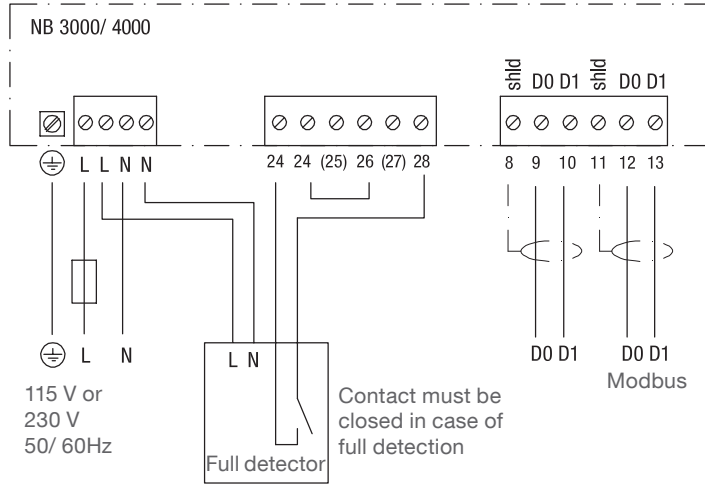 NB 3000/ 4000
shld D0 D1 shld D0 D1
L L N N
24 24 (25) 26 (27) 28
8 9 10 11 12 13
L N
L N
D0 D1 D0 D1
Modbus
115 V or
230 V
50/ 60Hz
Contact must be
closed in case of
full detection
Full detector